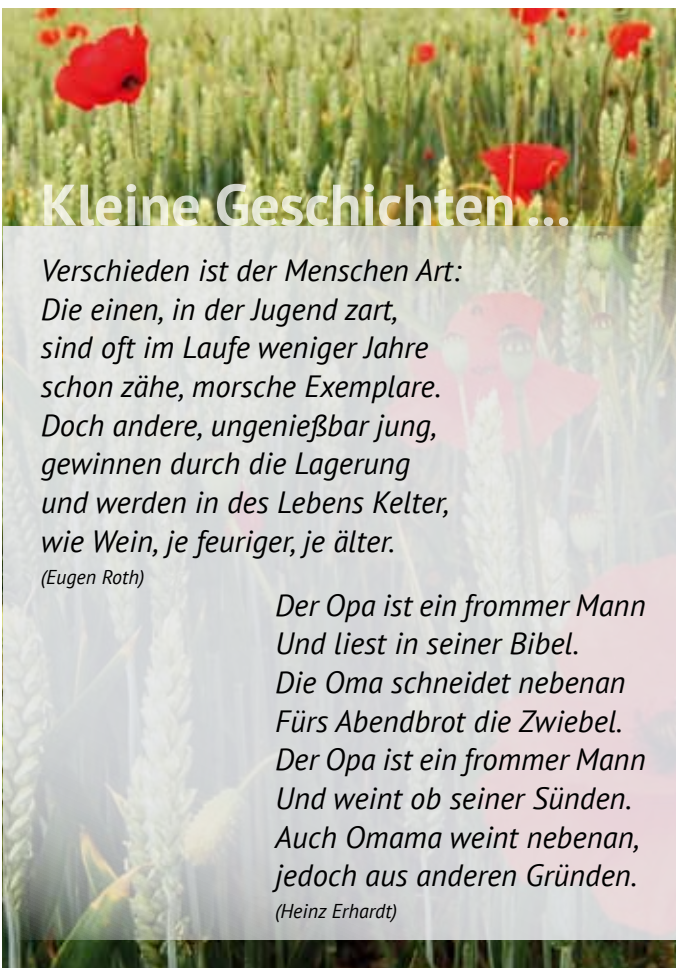 Kleine Geschichten ...
Verschieden ist der Menschen Art:
Die einen, in der Jugend zart,
sind oft im Laufe weniger Jahre
schon zähe, morsche Exemplare.
Doch andere, ungenießbar jung,
gewinnen durch die Lagerung
und werden in des Lebens Kelter,
wie Wein, je feuriger, je älter.
(Eugen Roth)
Der Opa ist ein frommer Mann
Und liest in seiner Bibel.
Die Oma schneidet nebenan
Fürs Abendbrot die Zwiebel.
Der Opa ist ein frommer Mann
Und weint ob seiner Sünden.
Auch Omama weint nebenan,
jedoch aus anderen Gründen.
(Heinz Erhardt)